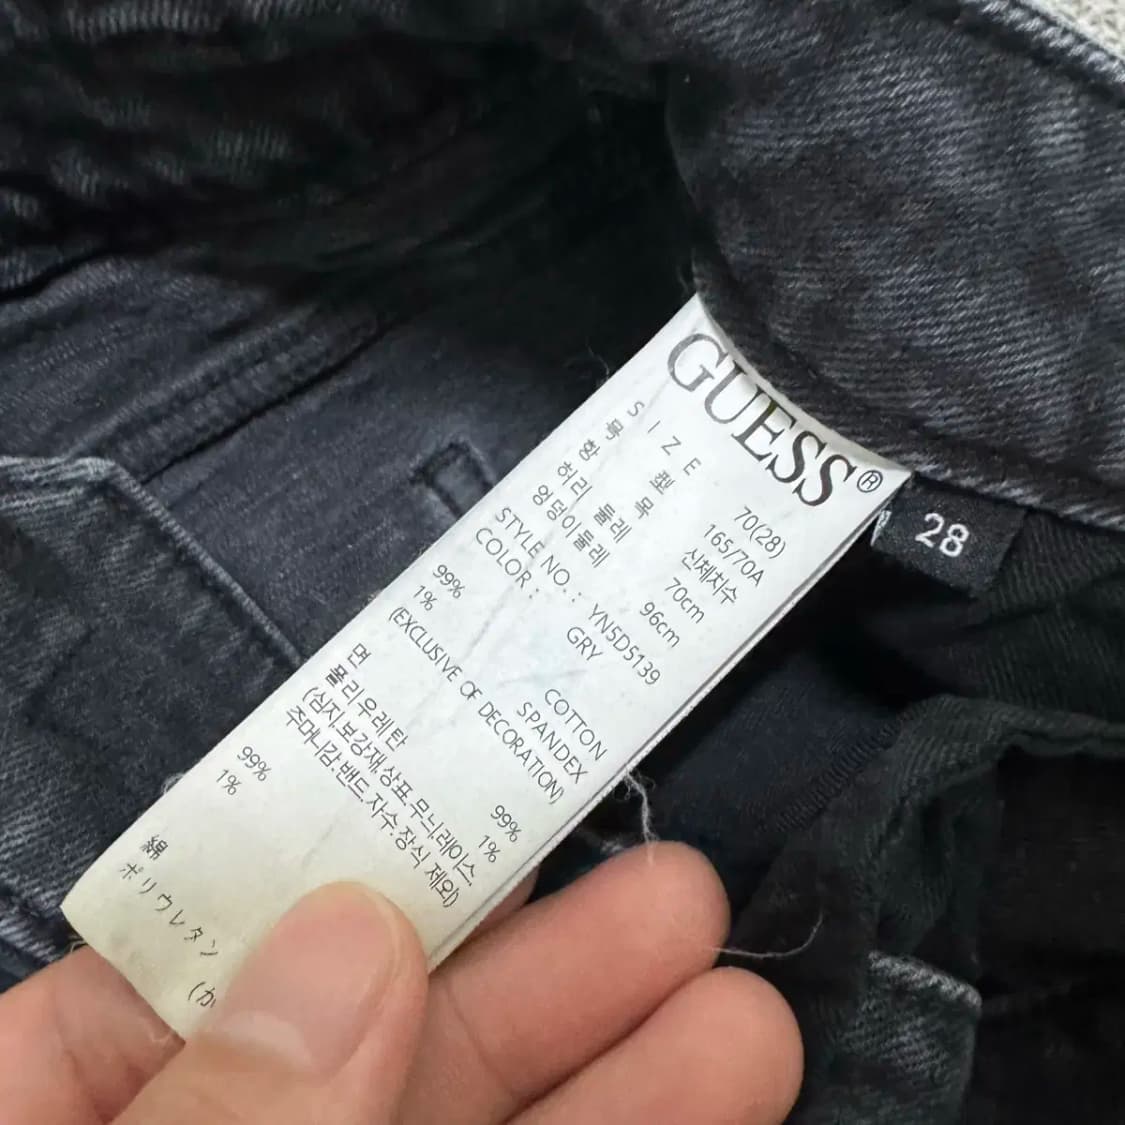 GUESS®
28
SIZE 70(28)
호칭 型 165/70A
항목 신체치수
허리 둘레 70cm
엉덩이둘레 96cm
STYLE NO.: YN5D5139
COLOR: GRY
99% COTTON
1% SPANDEX
(EXCLUSIVE OF DECORATION)
면 99%
폴리우레탄 1%
(심지,보강재,상표,무늬,레이스,
주머니감,밴드,자수,장식 제외)
99% 綿
1% ポリウレタン